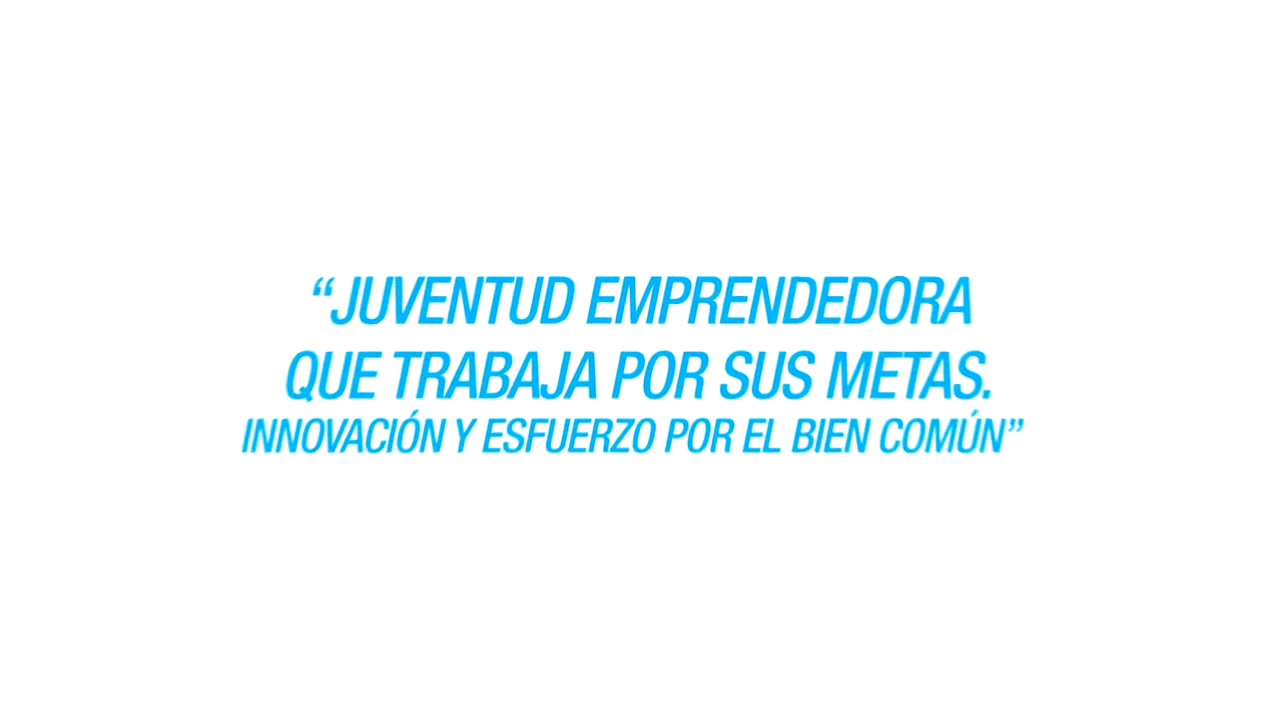 “JUVENTUD EMPRENDEDORA
QUE TRABAJA POR SUS METAS.
INNOVACIÓN Y ESFUERZO POR EL BIEN COMÚN”